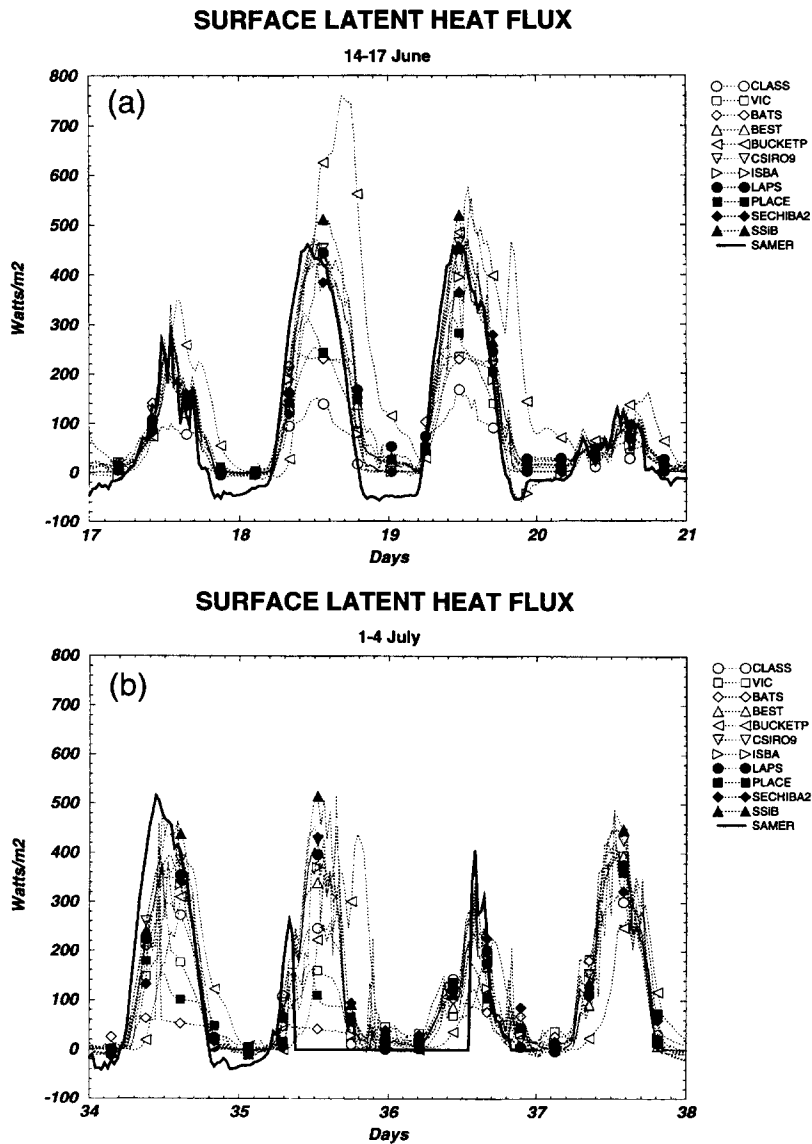 SURFACE LATENT HEAT FLUX
14-17 June
800
700
600
500
400
300
200
100
0
-100
Watts/m2
(a)
17
18
19
20
21
Days
CLASS
VIC
BATS
BEST
BUCKETP
CSIRO9
ISBA
LAPS
PLACE
SECHIBA2
SSiB
SAMER
SURFACE LATENT HEAT FLUX
1-4 July
800
700
600
500
400
300
200
100
0
-100
Watts/m2
(b)
34
35
36
37
38
Days
CLASS
VIC
BATS
BEST
BUCKETP
CSIRO9
ISBA
LAPS
PLACE
SECHIBA2
SSiB
SAMER